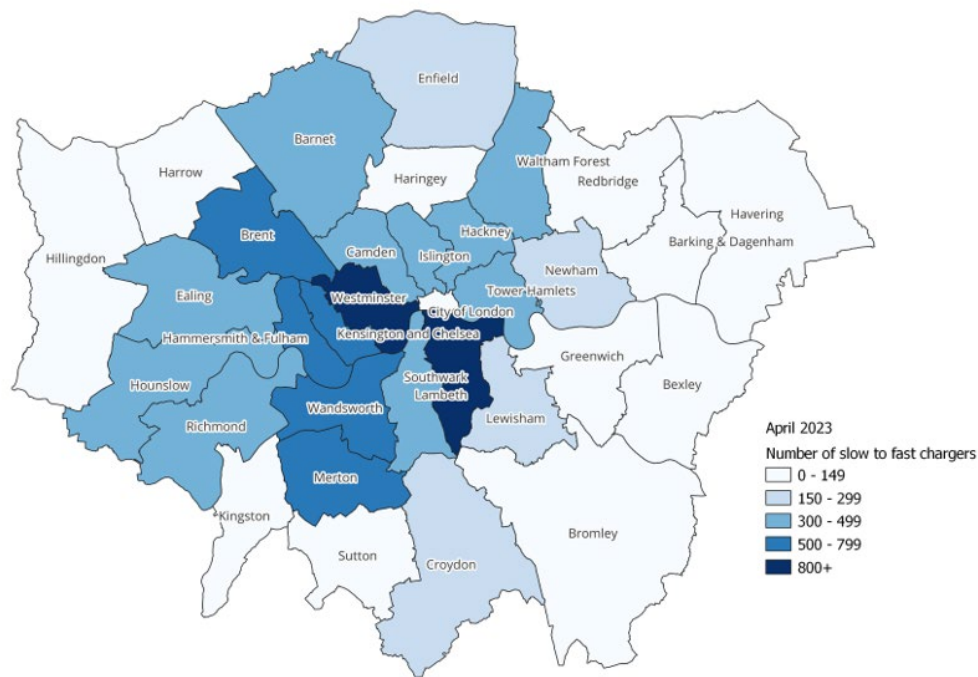 Enfield
Barnet
Waltham Forest
Harrow
Haringey
Redbridge
Havering
Brent
Hackney
Barking & Dagenham
Camden
Islington
Hillingdon
Newham
Ealing
Westminster
Tower Hamlets
City of London
Hammersmith & Fulham
Kensington and Chelsea
Greenwich
Hounslow
Southwark
Bexley
Lambeth
Wandsworth
Richmond
Lewisham
Merton
Kingston
Sutton
Croydon
Bromley
April 2023
Number of slow to fast chargers
0 - 149
150 - 299
300 - 499
500 - 799
800+